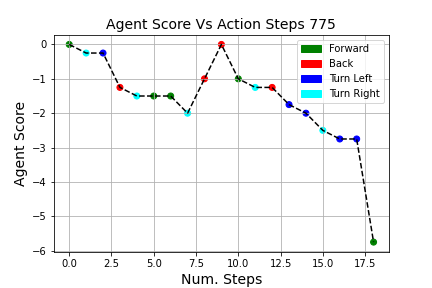 Agent Score Vs Action Steps 775
0
−1
−2
−3
−4
−5
−6
Agent Score
Forward
Back
Turn Left
Turn Right
0.0 2.5 5.0 7.5 10.0 12.5 15.0 17.5
Num. Steps